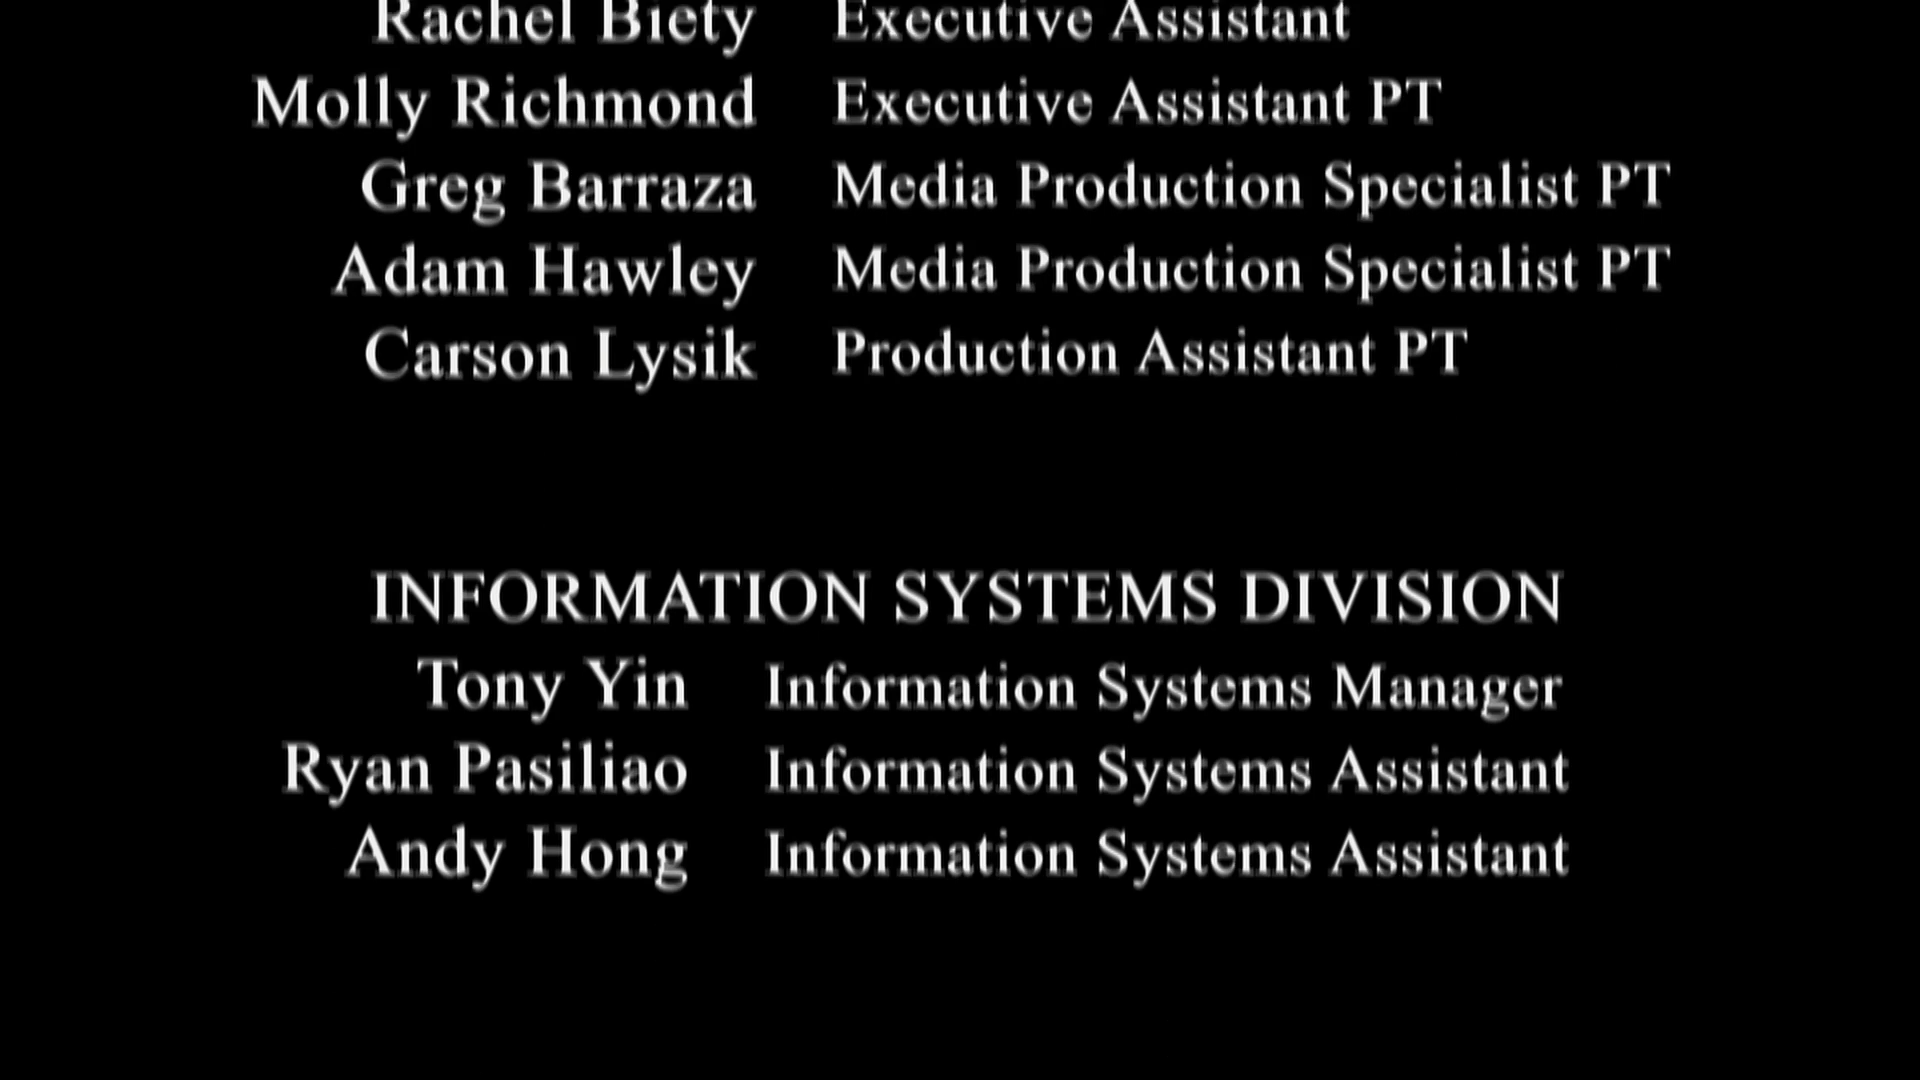 Rachel Biety Executive Assistant
Molly Richmond Executive Assistant PT
Greg Barraza Media Production Specialist PT
Adam Hawley Media Production Specialist PT
Carson Lysik Production Assistant PT
INFORMATION SYSTEMS DIVISION
Tony Yin Information Systems Manager
Ryan Pasiliao Information Systems Assistant
Andy Hong Information Systems Assistant